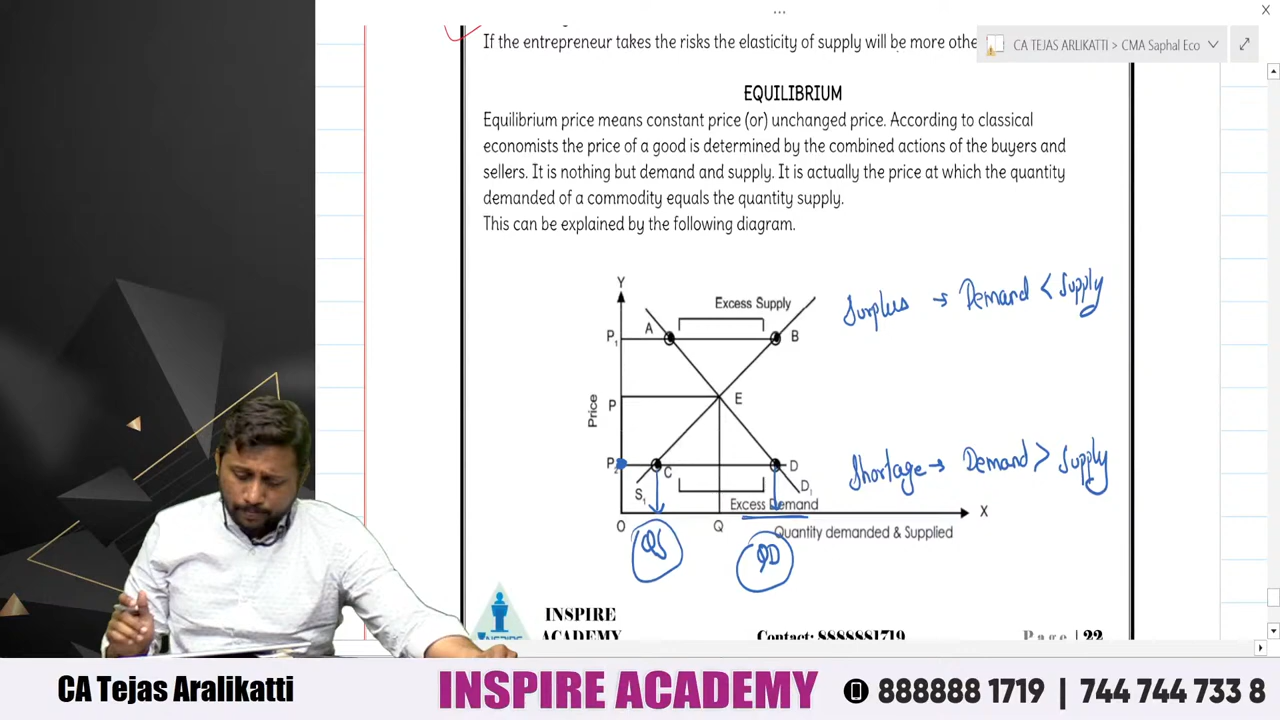 If the entrepreneur takes the risks the elasticity of supply will be more othe
CA TEJAS ARLIKATTI > CMA Saphal Eco
EQUILIBRIUM
Equilibrium price means constant price (or) unchanged price. According to classical
economists the price of a good is determined by the combined actions of the buyers and
sellers. It is nothing but demand and supply. It is actually the price at which the quantity
demanded of a commodity equals the quantity supply.
This can be explained by the following diagram.
Y
Excess Supply
Surplus → Demand < Supply
A
P1
B
P
E
Price
P2
C
D
Shortage → Demand > Supply
S1
D1
Excess Demand
X
O
Q
Quantity demanded & Supplied
QS
QD
INSPIRE
ACADEMY
INSPIRE
Contact: 8888881719
Page | 22
CA Tejas Aralikatti
INSPIRE ACADEMY
888888 1719 | 744 744 733 8